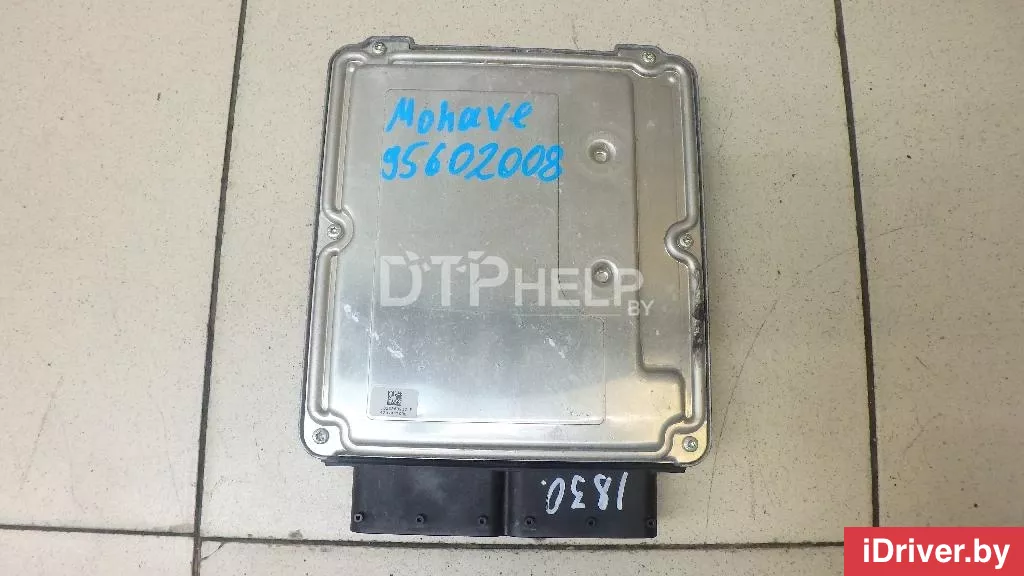 Mohave
95602008
DTPHELP.BY
1830.
iDriver.by